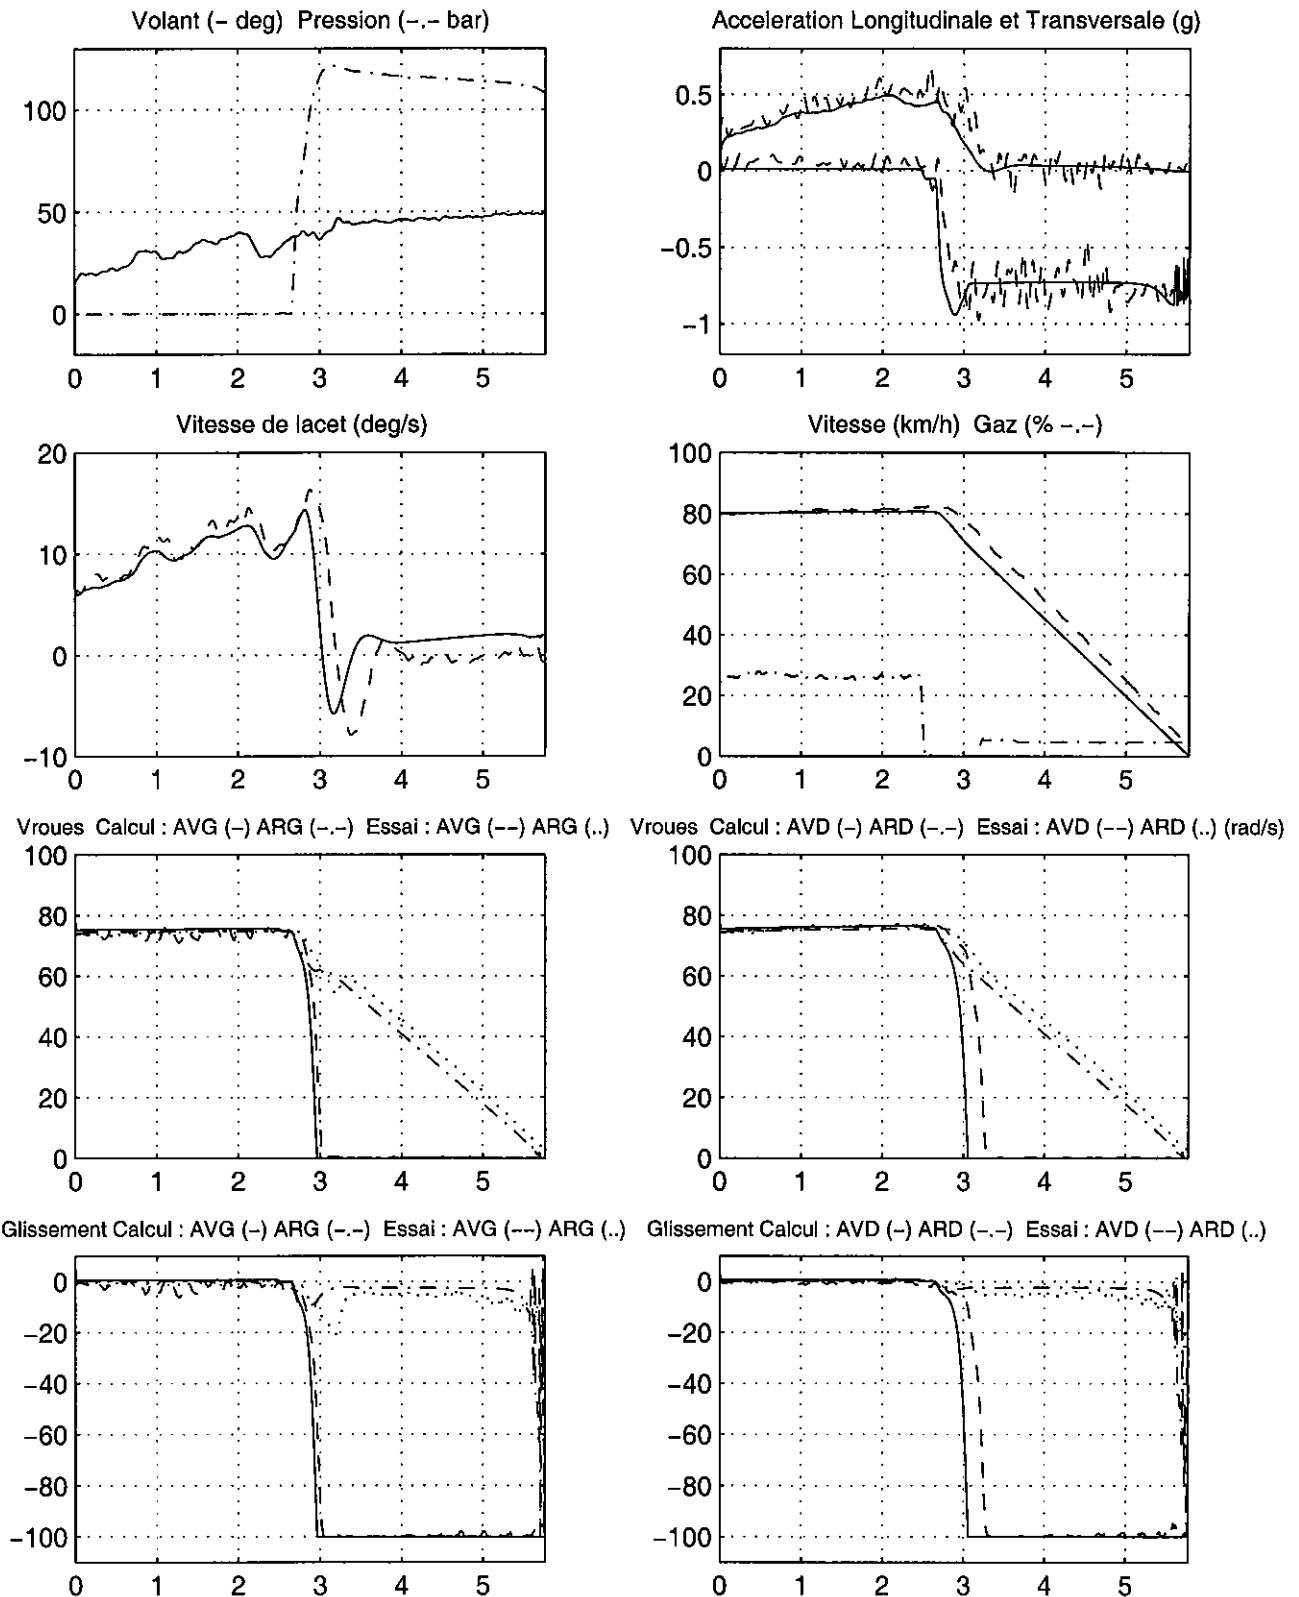 Volant (– deg)  Pression (–.– bar)
100
50
0
0 1 2 3 4 5
Acceleration Longitudinale et Transversale (g)
0.5
0
−0.5
−1
0 1 2 3 4 5
Vitesse de lacet (deg/s)
20
10
0
−10
0 1 2 3 4 5
Vitesse (km/h)  Gaz (% –.–)
100
80
60
40
20
0
0 1 2 3 4 5
Vroues  Calcul : AVG (–) ARG (–.–)  Essai : AVG (––) ARG (..)
100
80
60
40
20
0
0 1 2 3 4 5
Vroues  Calcul : AVD (–) ARD (–.–)  Essai : AVD (––) ARD (..) (rad/s)
100
80
60
40
20
0
0 1 2 3 4 5
Glissement Calcul : AVG (–) ARG (–.–)  Essai : AVG (––) ARG (..)
0
−20
−40
−60
−80
−100
0 1 2 3 4 5
Glissement Calcul : AVD (–) ARD (–.–)  Essai : AVD (––) ARD (..)
0
−20
−40
−60
−80
−100
0 1 2 3 4 5